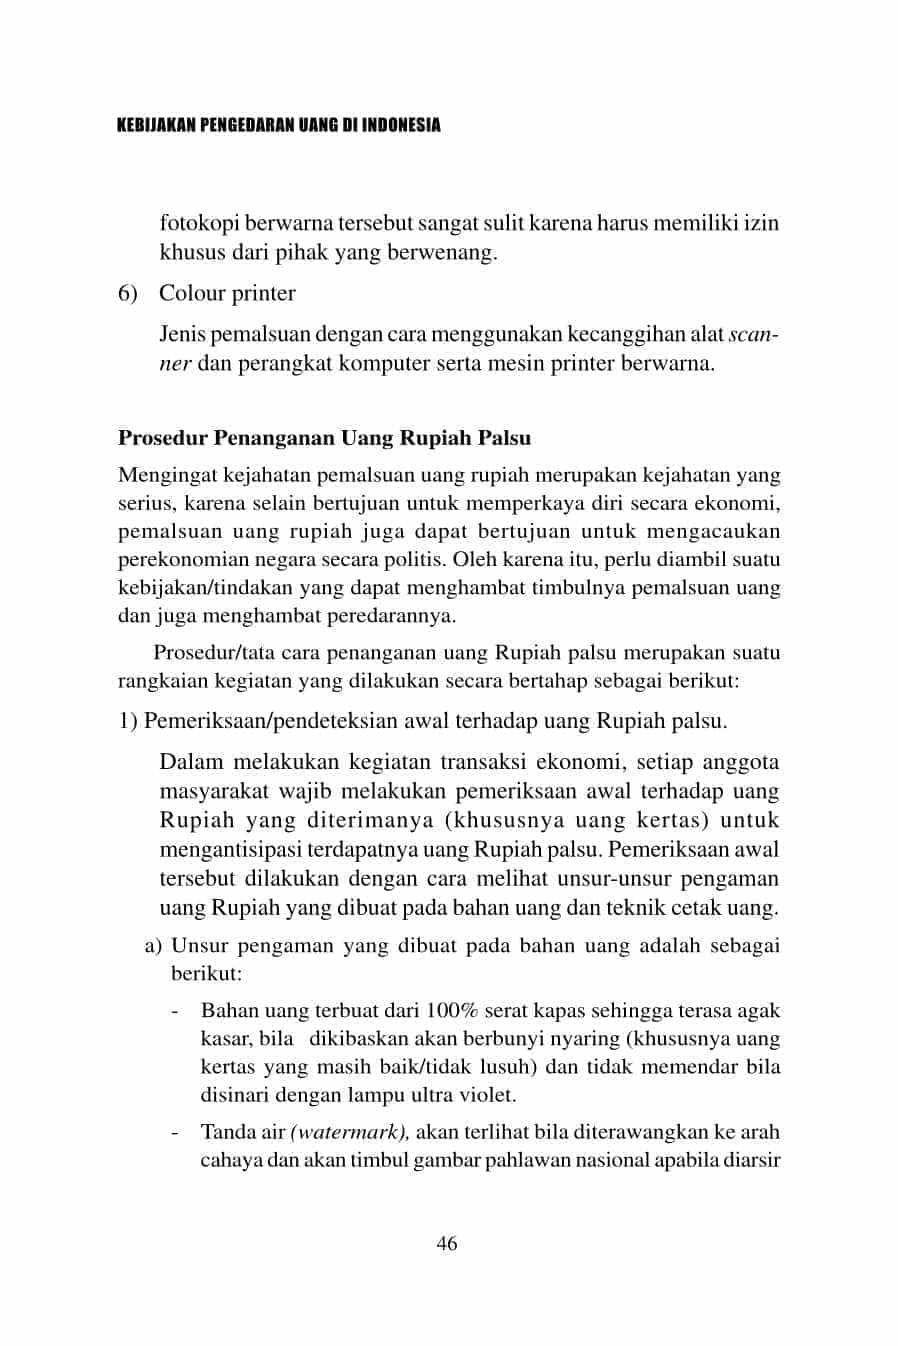 KEBIJAKAN PENGEDARAN UANG DI INDONESIA
fotokopi berwarna tersebut sangat sulit karena harus memiliki izin
khusus dari pihak yang berwenang.
6) Colour printer
Jenis pemalsuan dengan cara menggunakan kecanggihan alat scan-
ner dan perangkat komputer serta mesin printer berwarna.
Prosedur Penanganan Uang Rupiah Palsu
Mengingat kejahatan pemalsuan uang rupiah merupakan kejahatan yang
serius, karena selain bertujuan untuk memperkaya diri secara ekonomi,
pemalsuan uang rupiah juga dapat bertujuan untuk mengacaukan
perekonomian negara secara politis. Oleh karena itu, perlu diambil suatu
kebijakan/tindakan yang dapat menghambat timbulnya pemalsuan uang
dan juga menghambat peredarannya.
Prosedur/tata cara penanganan uang Rupiah palsu merupakan suatu
rangkaian kegiatan yang dilakukan secara bertahap sebagai berikut:
1) Pemeriksaan/pendeteksian awal terhadap uang Rupiah palsu.
Dalam melakukan kegiatan transaksi ekonomi, setiap anggota
masyarakat wajib melakukan pemeriksaan awal terhadap uang
Rupiah yang diterimanya (khususnya uang kertas) untuk
mengantisipasi terdapatnya uang Rupiah palsu. Pemeriksaan awal
tersebut dilakukan dengan cara melihat unsur-unsur pengaman
uang Rupiah yang dibuat pada bahan uang dan teknik cetak uang.
a) Unsur pengaman yang dibuat pada bahan uang adalah sebagai
berikut:
- Bahan uang terbuat dari 100% serat kapas sehingga terasa agak
kasar, bila dikibaskan akan berbunyi nyaring (khususnya uang
kertas yang masih baik/tidak lusuh) dan tidak memendar bila
disinari dengan lampu ultra violet.
- Tanda air (watermark), akan terlihat bila diterawangkan ke arah
cahaya dan akan timbul gambar pahlawan nasional apabila diarsir
46